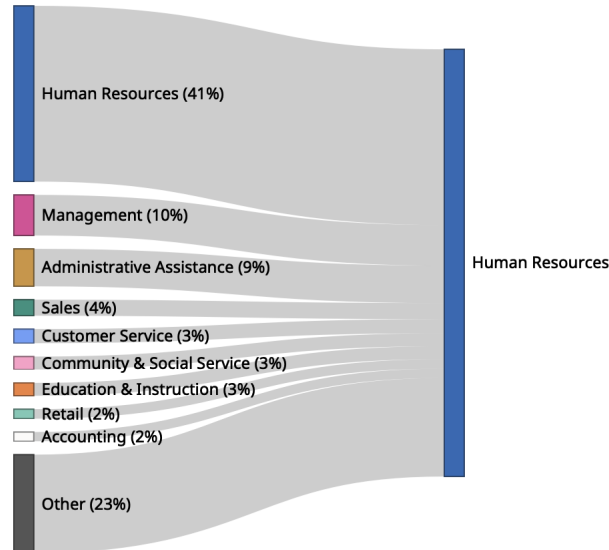 Human Resources (41%)
Management (10%)
Administrative Assistance (9%)
Human Resources
Sales (4%)
Customer Service (3%)
Community & Social Service (3%)
Education & Instruction (3%)
Retail (2%)
Accounting (2%)
Other (23%)